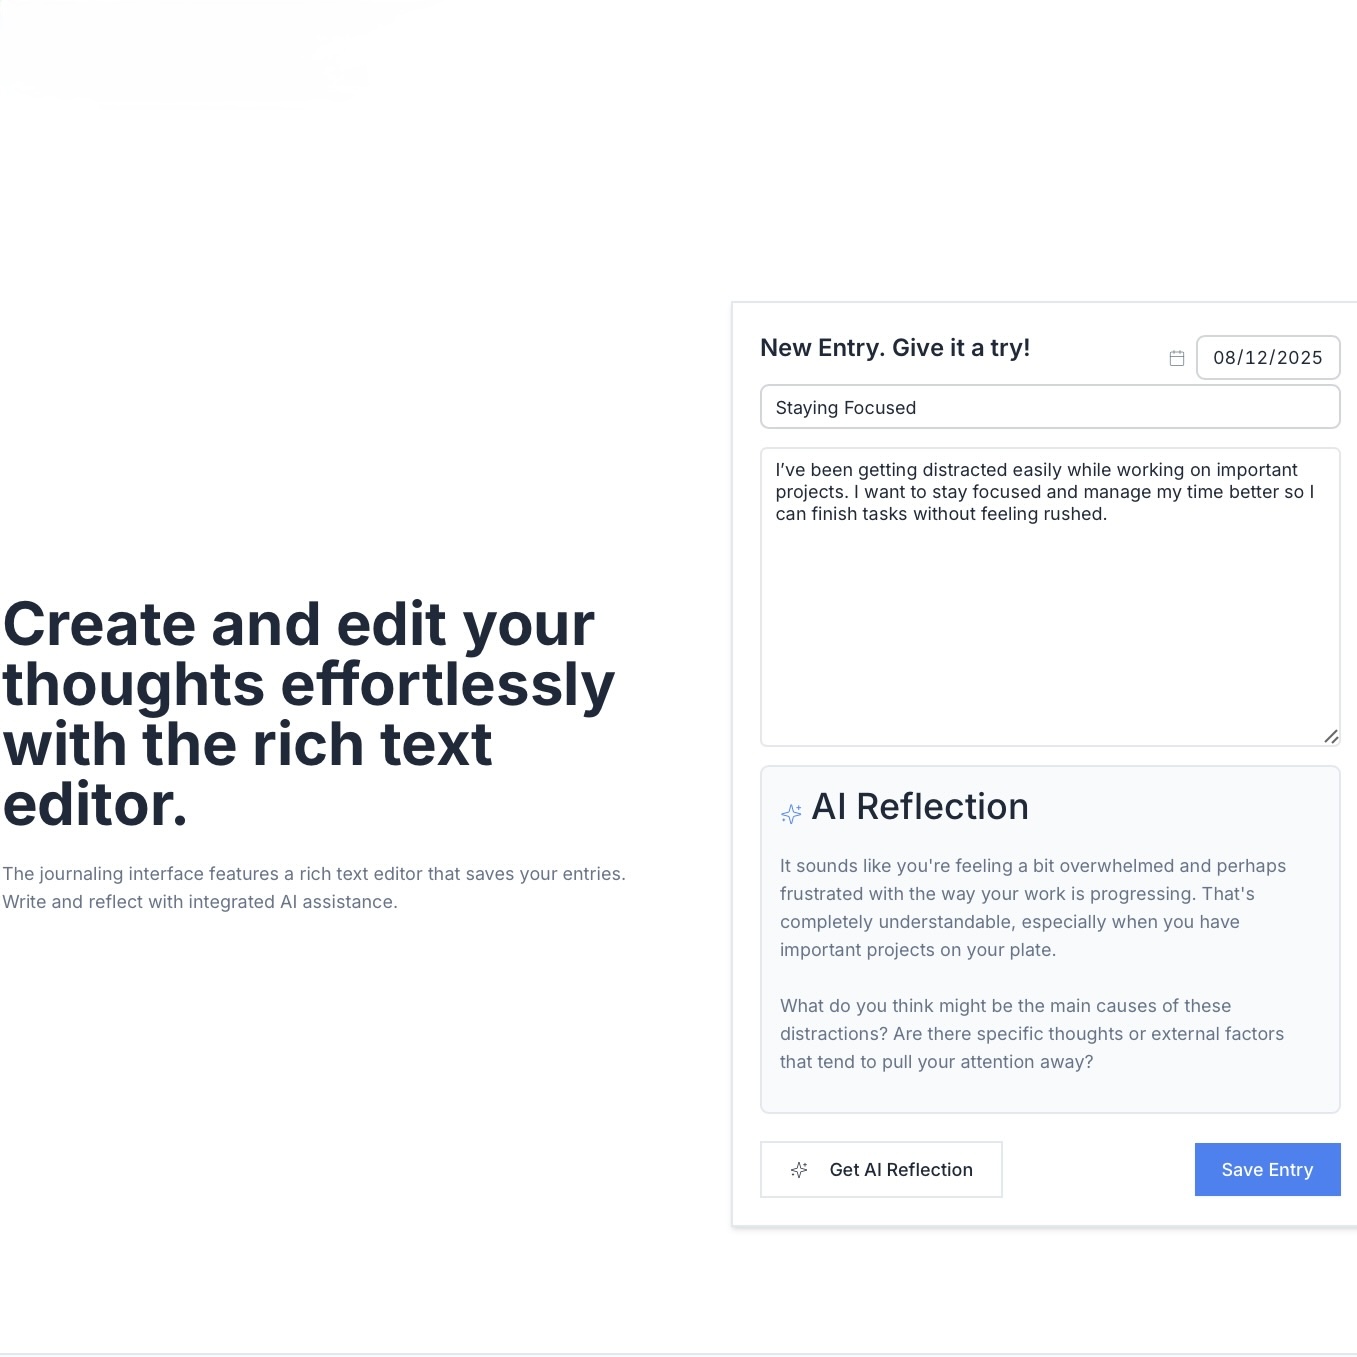 Create and edit your
thoughts effortlessly
with the rich text
editor.
The journaling interface features a rich text editor that saves your entries.
Write and reflect with integrated AI assistance.
New Entry. Give it a try!
08/12/2025
Staying Focused
I’ve been getting distracted easily while working on important
projects. I want to stay focused and manage my time better so I
can finish tasks without feeling rushed.
AI Reflection
It sounds like you're feeling a bit overwhelmed and perhaps
frustrated with the way your work is progressing. That's
completely understandable, especially when you have
important projects on your plate.
What do you think might be the main causes of these
distractions? Are there specific thoughts or external factors
that tend to pull your attention away?
Get AI Reflection
Save Entry